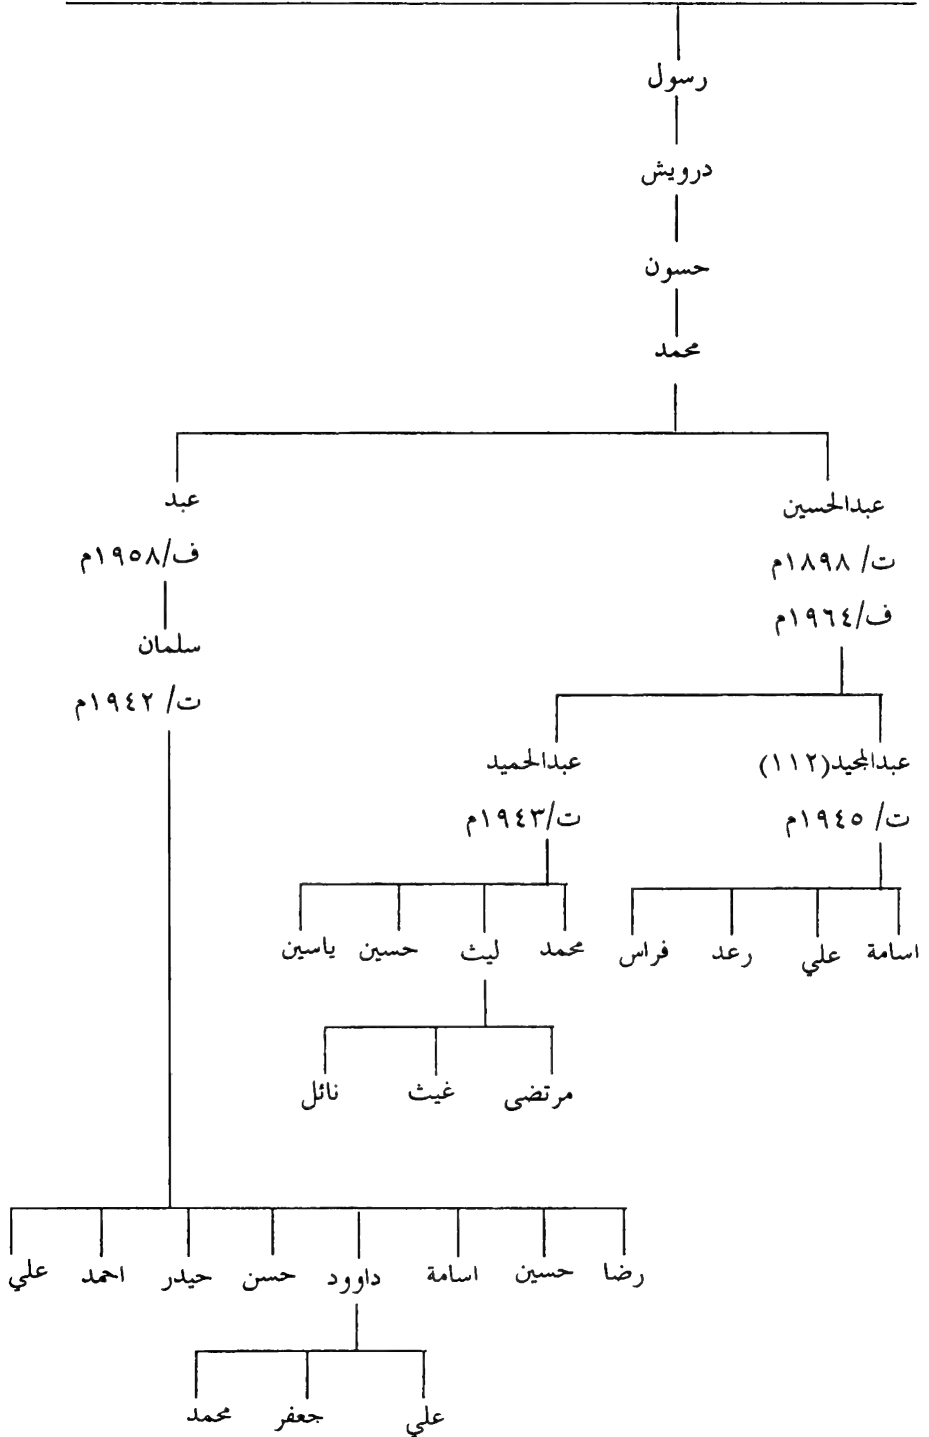 رسول
درويش
حسون
محمد
عبدالحسين عبد
ت/ ١٨٩٨م ف/١٩٥٨م
ف/١٩٦٤م سلمان
ت/ ١٩٤٢م
عبدالمجيد(١١٢) عبدالحميد
ت/ ١٩٤٥م ت/١٩٤٣م
اسامة علي رعد فراس محمد ليث حسين ياسين
مرتضى غيث نائل
رضا حسين اسامة داوود حسن حيدر احمد علي
علي جعفر محمد